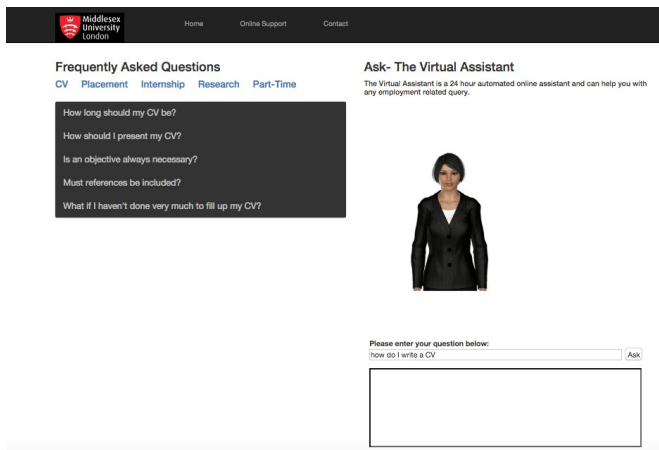 Middlesex
University
London
Home Online Support Contact
Frequently Asked Questions
CV Placement Internship Research Part-Time
How long should my CV be?
How should I present my CV?
Is an objective always necessary?
Must references be included?
What if I haven't done very much to fill up my CV?
Ask- The Virtual Assistant
The Virtual Assistant is a 24 hour automated online assistant and can help you with
any employment related query.
Please enter your question below:
how do I write a CV Ask